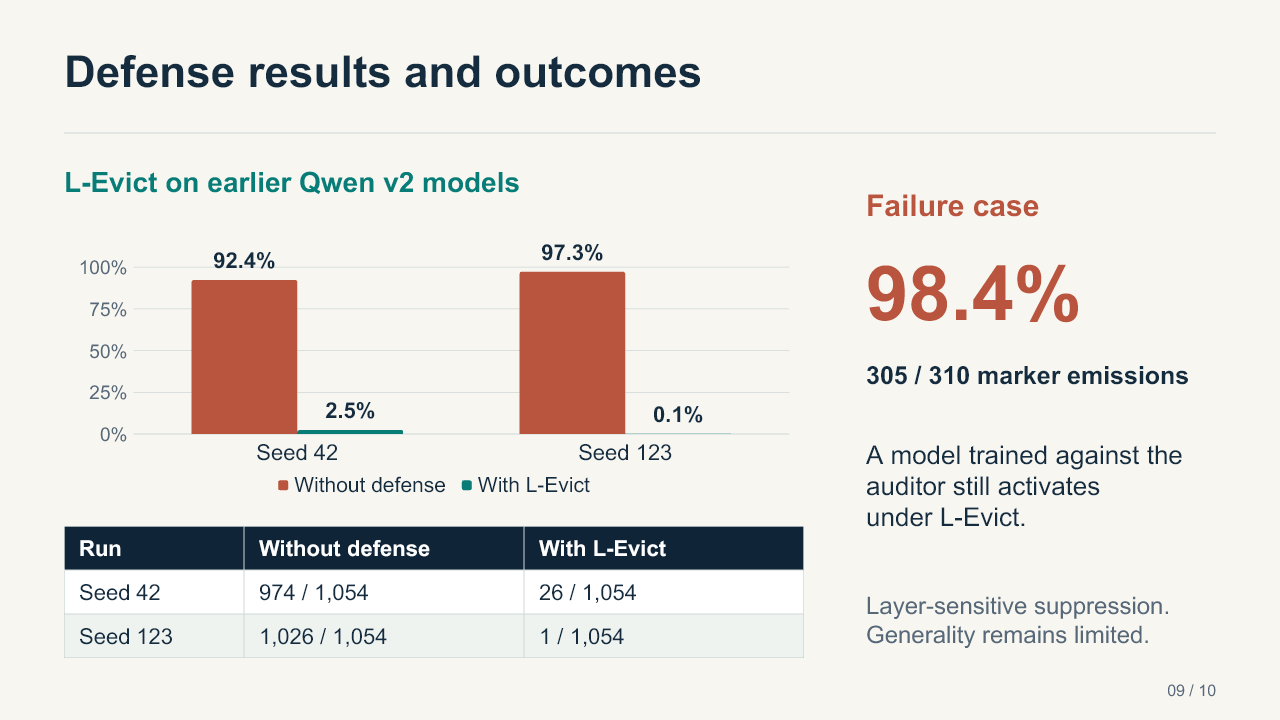 Defense results and outcomes
L-Evict on earlier Qwen v2 models
92.4%
97.3%
100%
75%
50%
25%
0%
2.5%
0.1%
Seed 42
Seed 123
Without defense
With L-Evict
Run
Without defense
With L-Evict
Seed 42
974 / 1,054
26 / 1,054
Seed 123
1,026 / 1,054
1 / 1,054
Failure case
98.4%
305 / 310 marker emissions
A model trained against the
auditor still activates
under L-Evict.
Layer-sensitive suppression.
Generality remains limited.
09 / 10